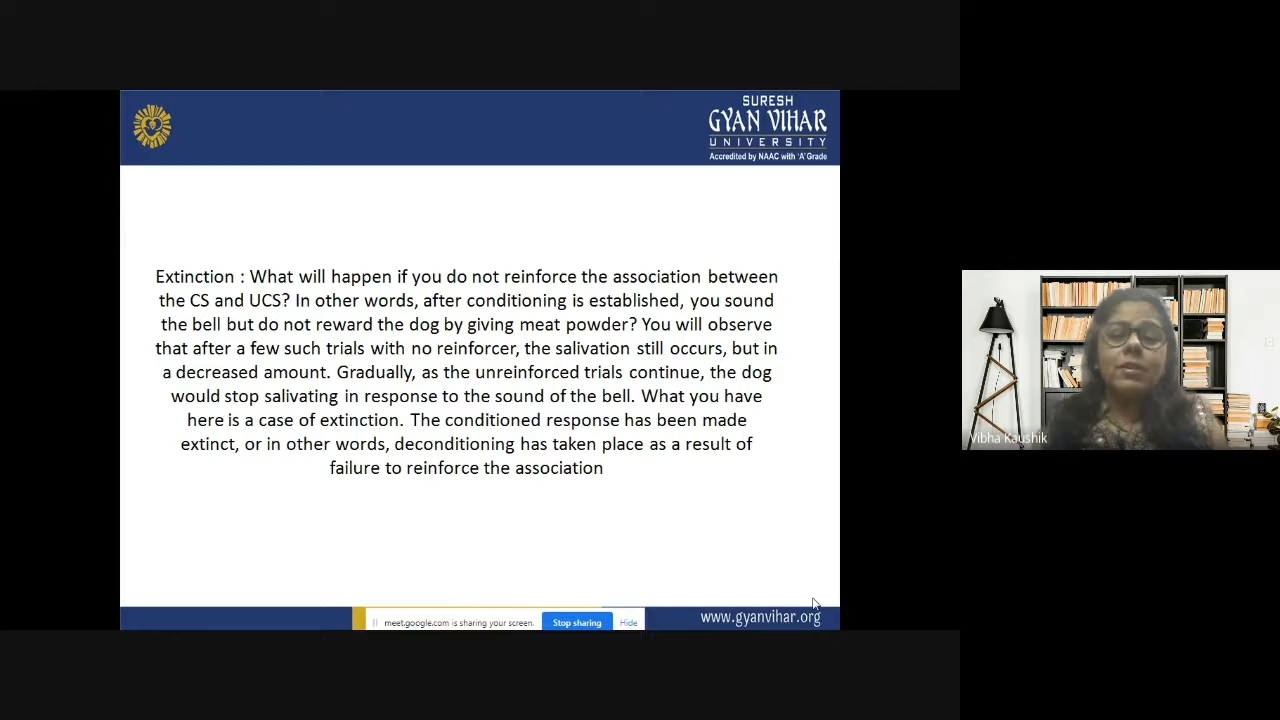 SURESH
GYAN VIHAR
UNIVERSITY
Accredited by NAAC with 'A' Grade
Extinction : What will happen if you do not reinforce the association between
the CS and UCS? In other words, after conditioning is established, you sound
the bell but do not reward the dog by giving meat powder? You will observe
that after a few such trials with no reinforcer, the salivation still occurs, but in
a decreased amount. Gradually, as the unreinforced trials continue, the dog
would stop salivating in response to the sound of the bell. What you have
here is a case of extinction. The conditioned response has been made
extinct, or in other words, deconditioning has taken place as a result of
failure to reinforce the association
Vibha Kaushik
meet.google.com is sharing your screen.
Stop sharing
Hide
www.gyanvihar.org